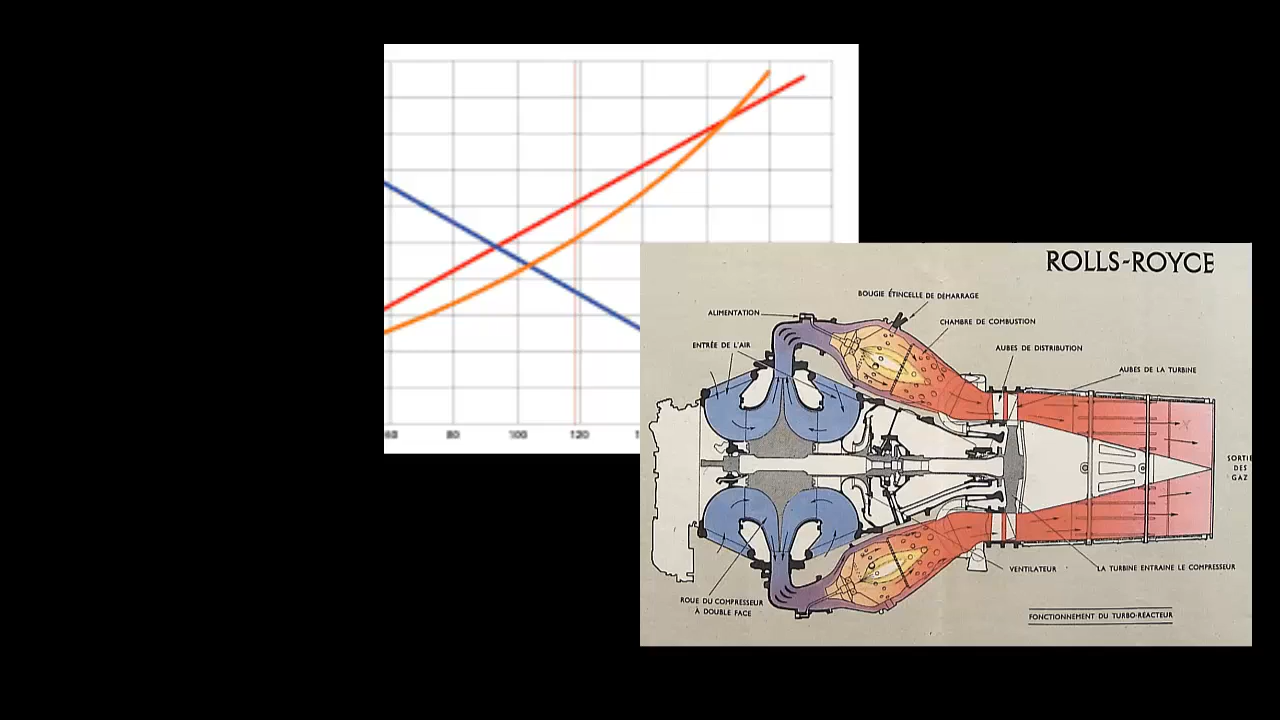 60 80 100 120
ROLLS-ROYCE
BOUGIE ÉTINCELLE DE DÉMARRAGE
ALIMENTATION
CHAMBRE DE COMBUSTION
ENTRÉE DE L'AIR
AUBES DE DISTRIBUTION
AUBES DE LA TURBINE
SORTIE
DES
GAZ
VENTILATEUR
LA TURBINE ENTRAINE LE COMPRESSEUR
ROUE DU COMPRESSEUR
À DOUBLE FACE
FONCTIONNEMENT DU TURBO-RÉACTEUR